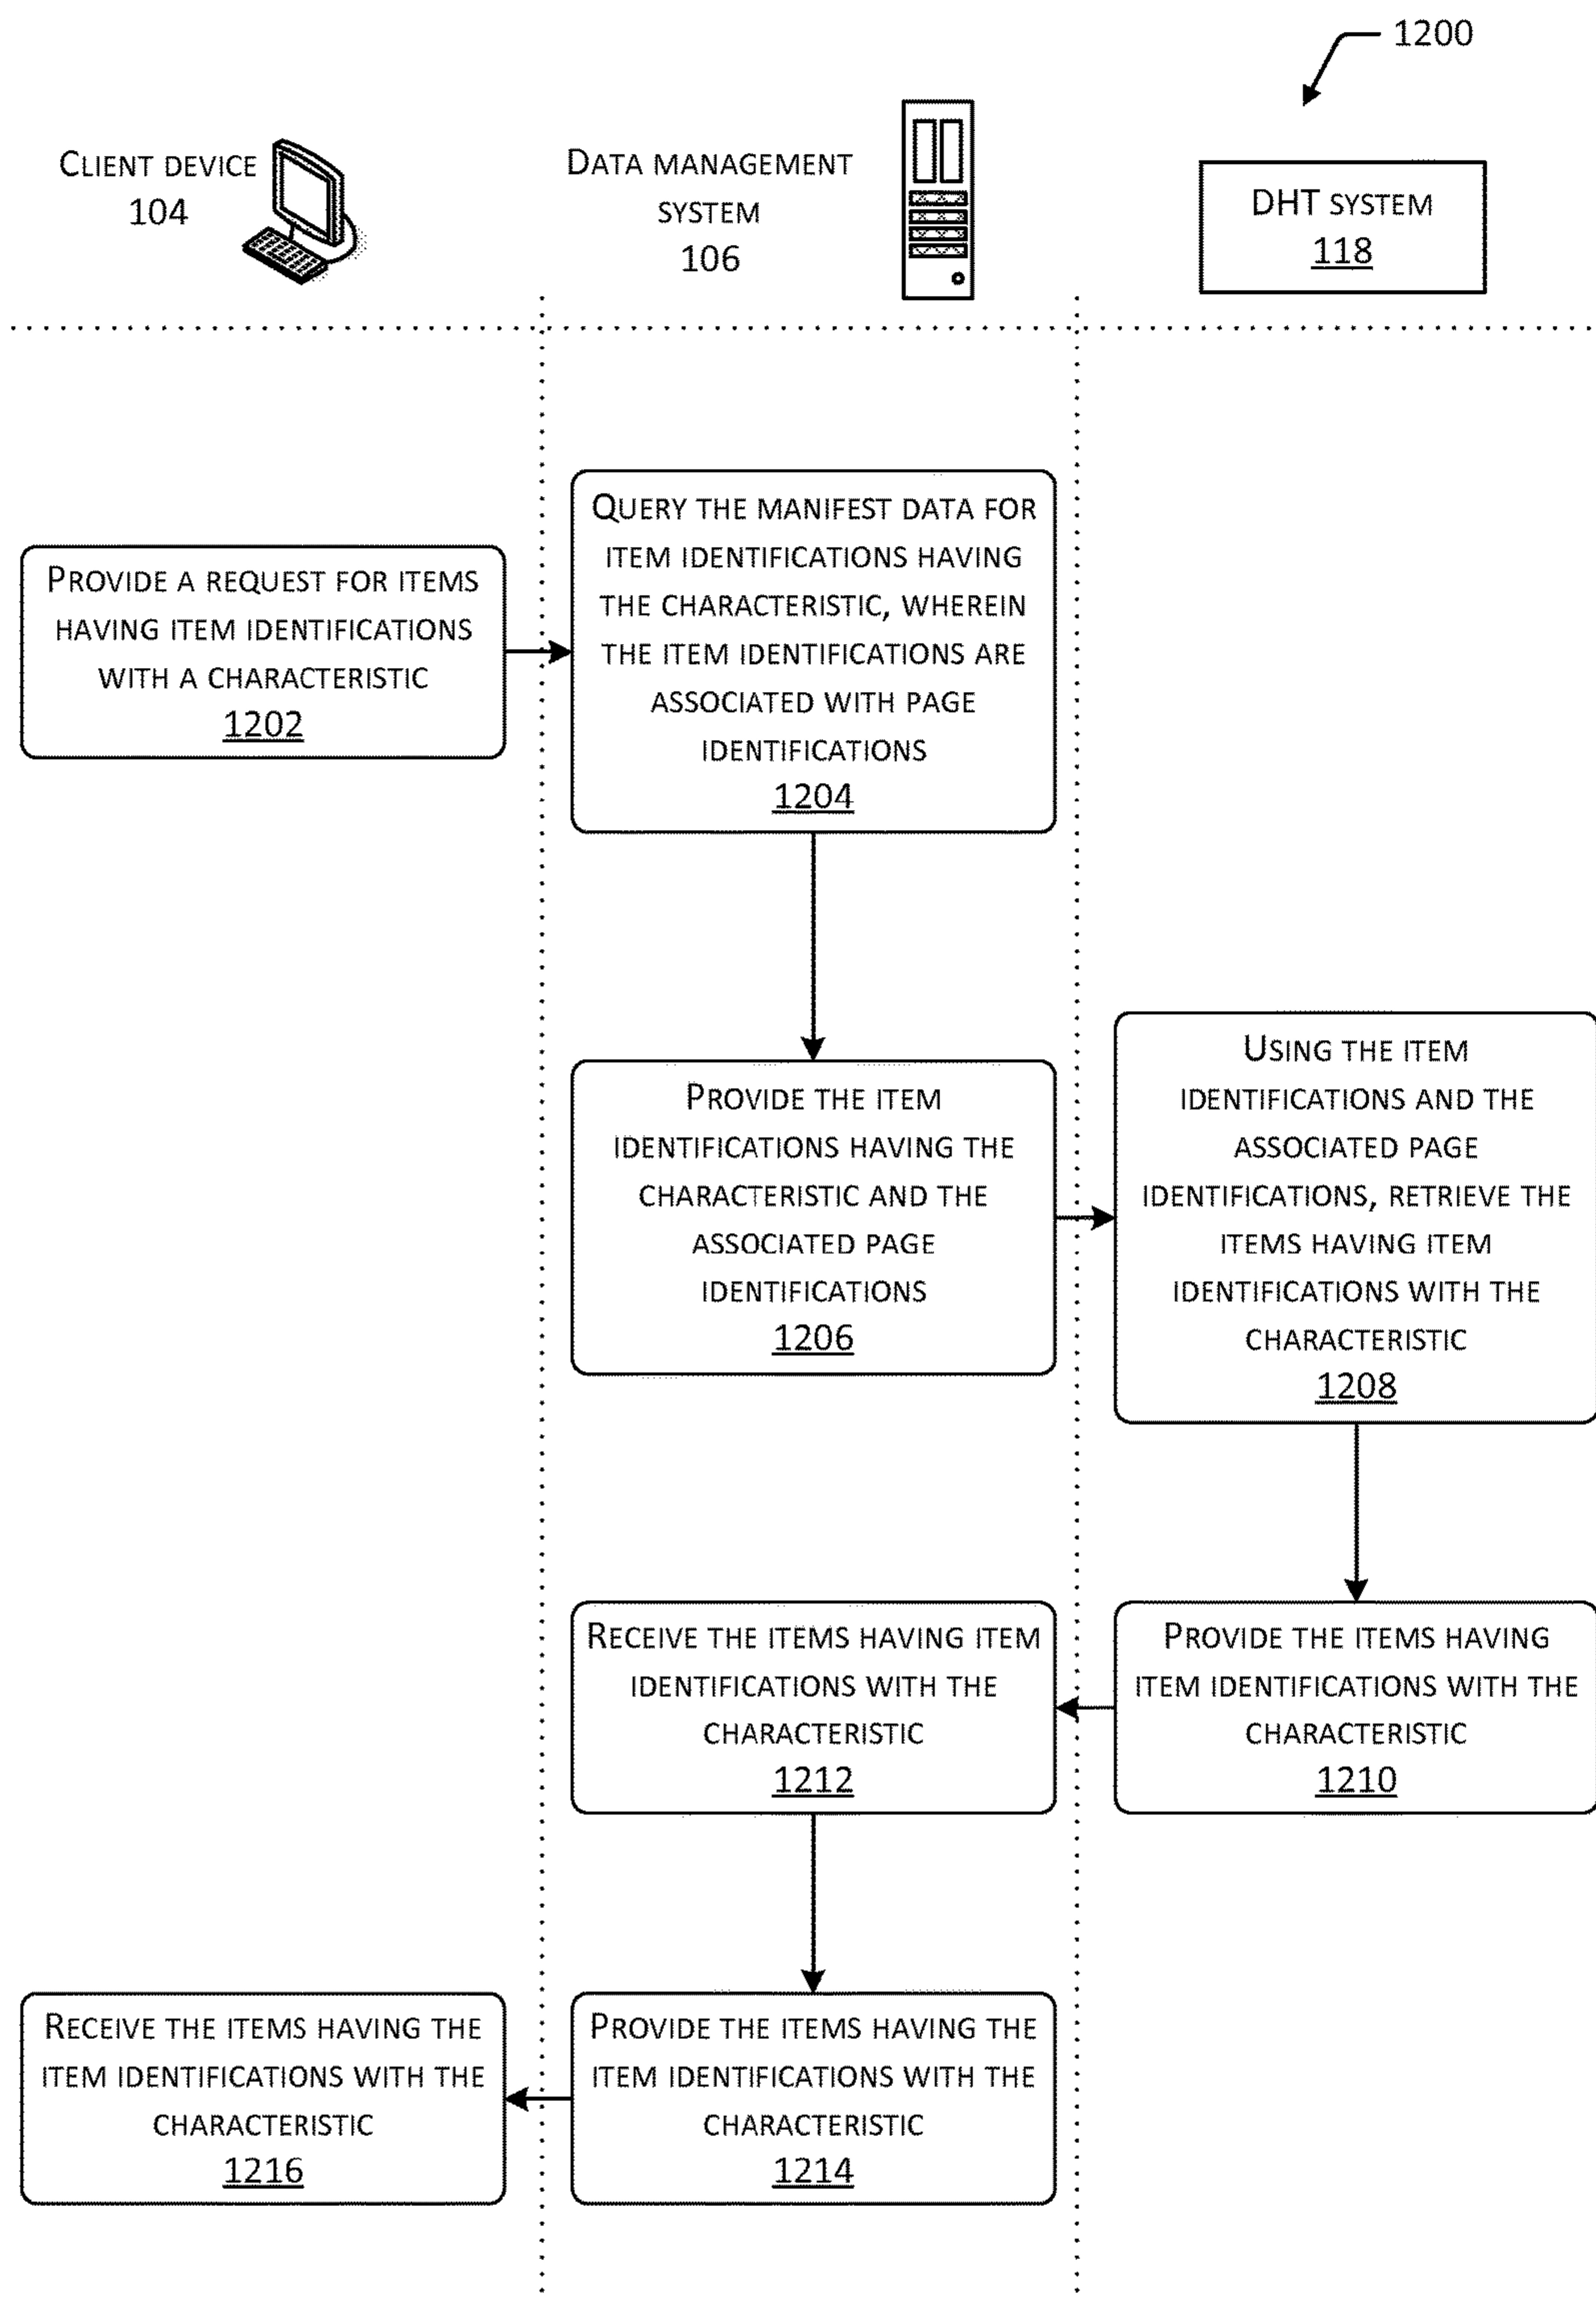 1200
Client device
104
Data management
system
106
DHT system
118
Provide a request for items
having item identifications
with a characteristic
1202
Query the manifest data for
item identifications having
the characteristic, wherein
the item identifications are
associated with page
identifications
1204
Provide the item
identifications having the
characteristic and the
associated page
identifications
1206
Using the item
identifications and the
associated page
identifications, retrieve the
items having item
identifications with the
characteristic
1208
Provide the items having
item identifications with the
characteristic
1210
Receive the items having item
identifications with the
characteristic
1212
Provide the items having the
item identifications with the
characteristic
1214
Receive the items having the
item identifications with the
characteristic
1216